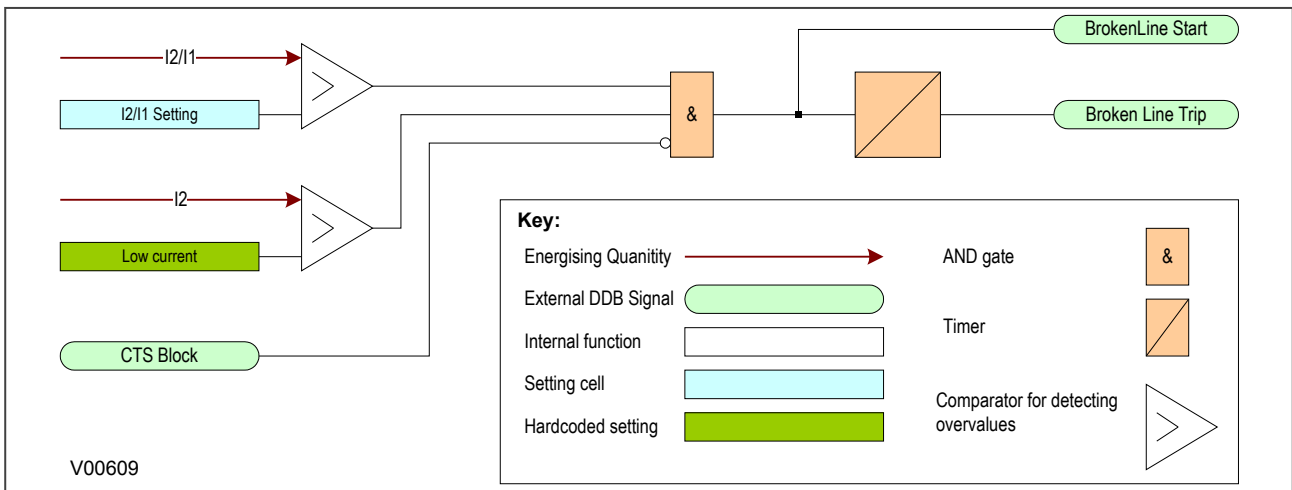 BrokenLine Start
I2/I1
I2/I1 Setting
&
Broken Line Trip
I2
Low current
CTS Block
Key:
Energising Quanitity
AND gate
&
External DDB Signal
Internal function
Timer
Setting cell
Comparator for detecting
overvalues
Hardcoded setting
V00609